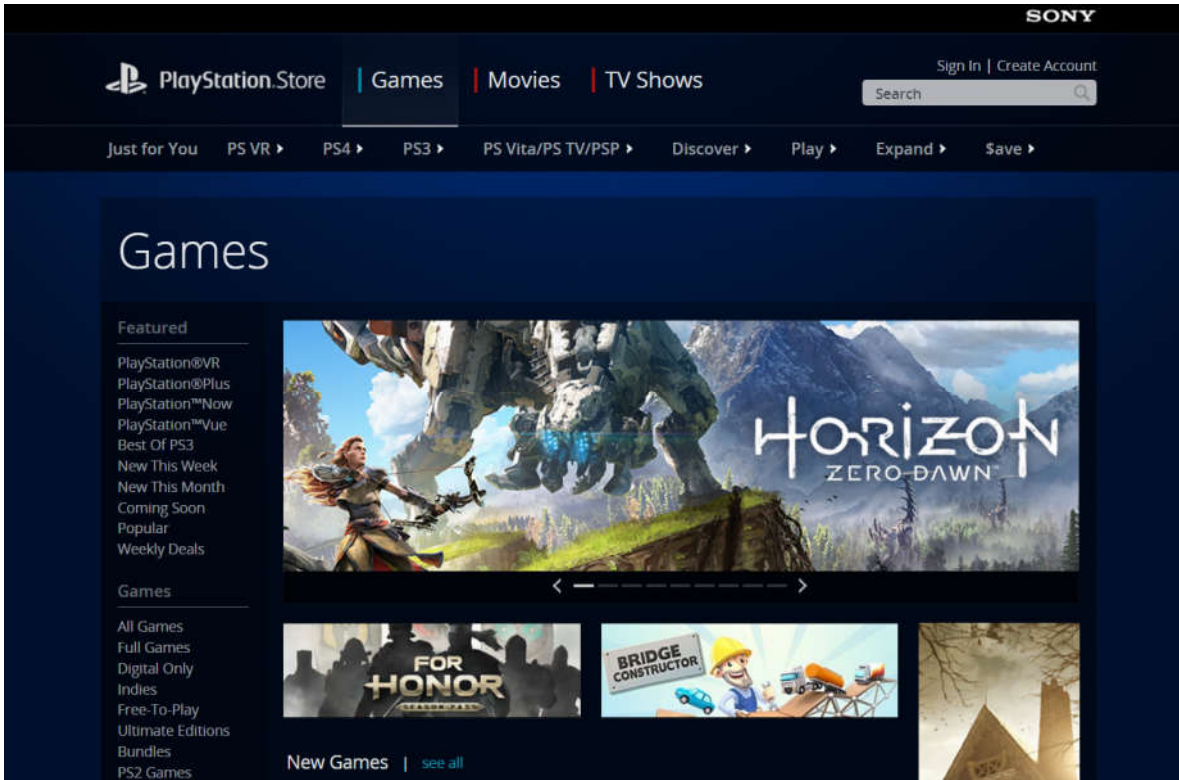 SONY
PlayStation®Store
Games
Movies
TV Shows
Sign In | Create Account
Search
Just for You
PS VR
PS4
PS3
PS Vita/PS TV/PSP
Discover
Play
Expand
$ave
Games
Featured
PlayStation®VR
PlayStation®Plus
PlayStation™Now
PlayStation™Vue
Best Of PS3
New This Week
New This Month
Coming Soon
Popular
Weekly Deals
Games
All Games
Full Games
Digital Only
Indies
Free-To-Play
Ultimate Editions
Bundles
PS2 Games
HORIZON
ZERO DAWN™
FOR
HONOR
SEASON PASS
BRIDGE
CONSTRUCTOR
New Games | see all